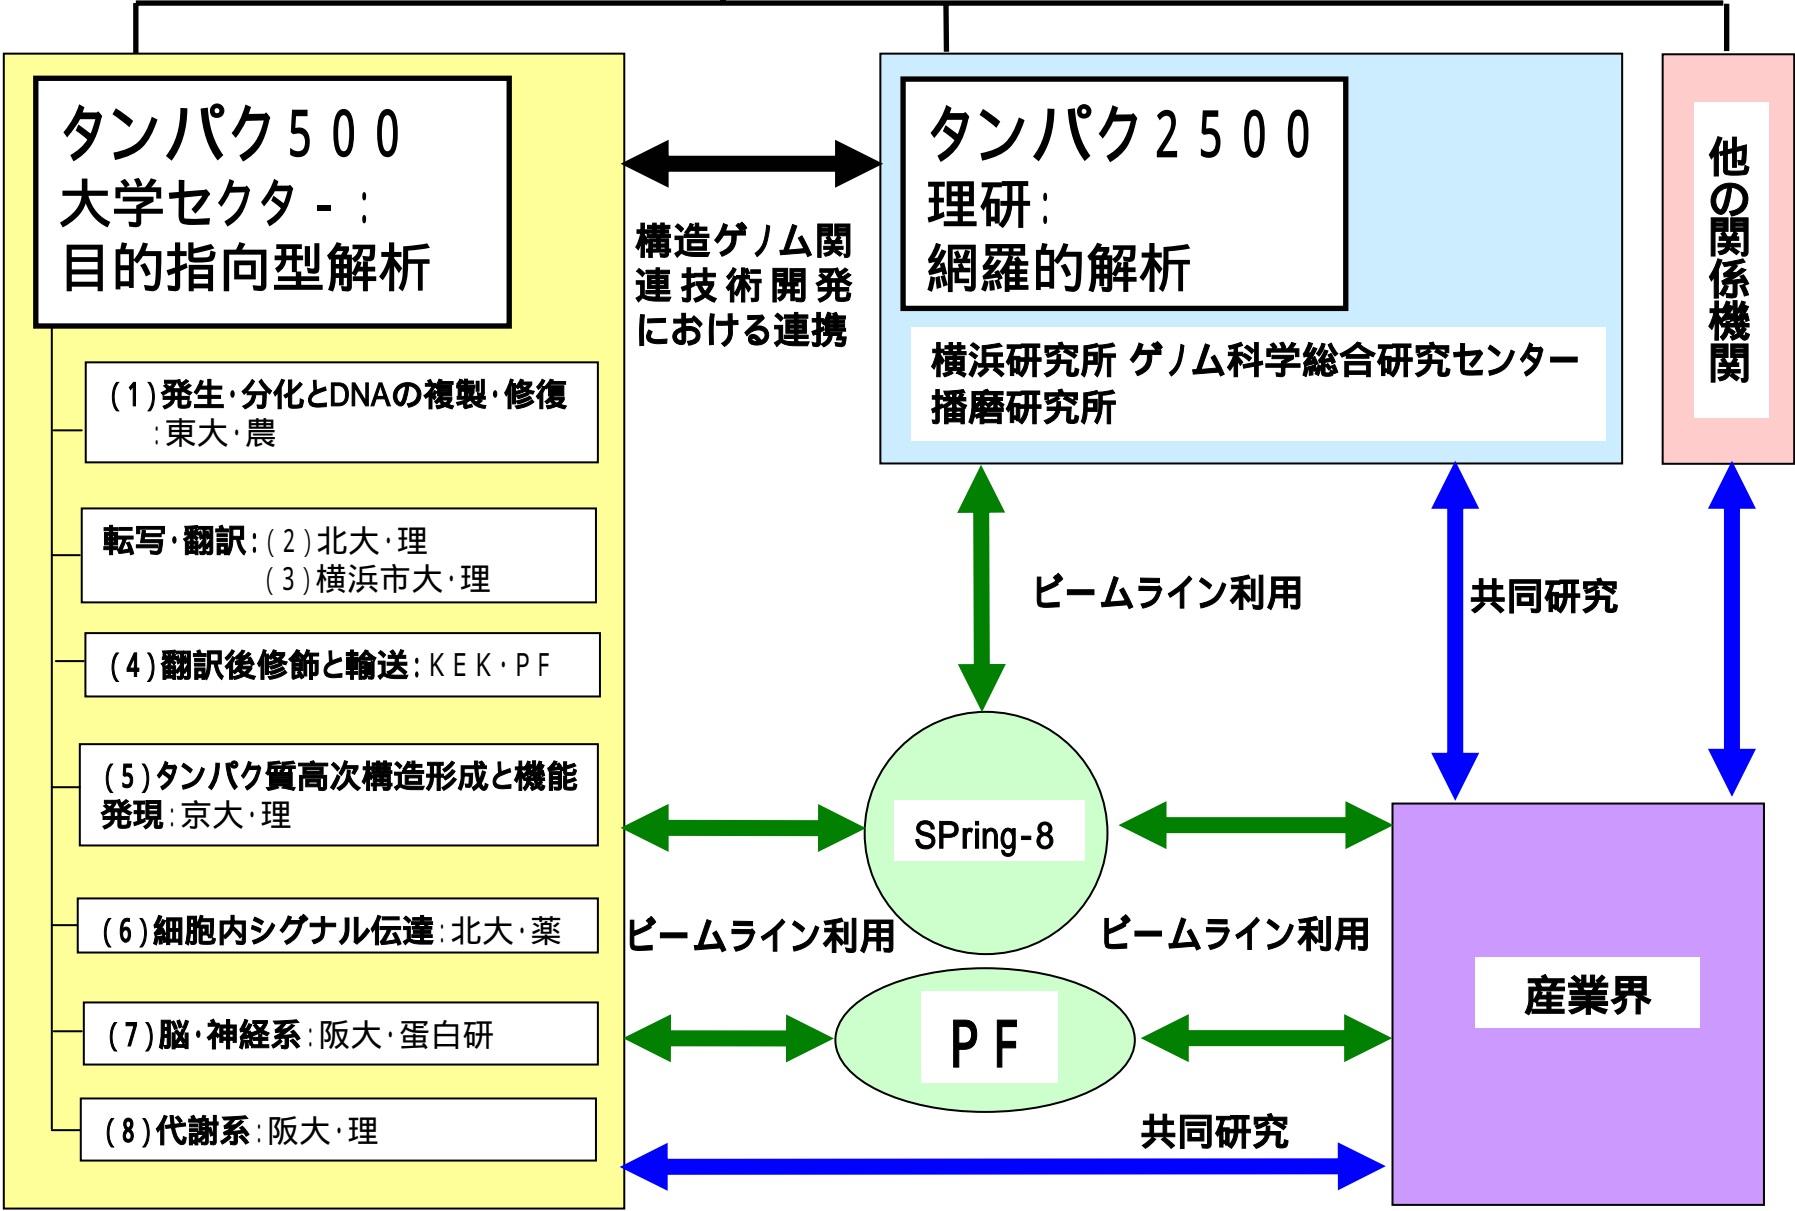 タンパク500
大学セクタ-:
目的指向型解析
(1)発生・分化とDNAの複製・修復
:東大・農
転写・翻訳:(2)北大・理
(3)横浜市大・理
(4)翻訳後修飾と輸送:KEK・PF
(5)タンパク質高次構造形成と機能
発現:京大・理
(6)細胞内シグナル伝達:北大・薬
(7)脳・神経系:阪大・蛋白研
(8)代謝系:阪大・理
構造ゲノム関
連技術開発
における連携
タンパク2500
理研:
網羅的解析
横浜研究所 ゲノム科学総合研究センター
播磨研究所
他の関係機関
ビームライン利用
共同研究
SPring-8
ビームライン利用
ビームライン利用
PF
産業界
共同研究